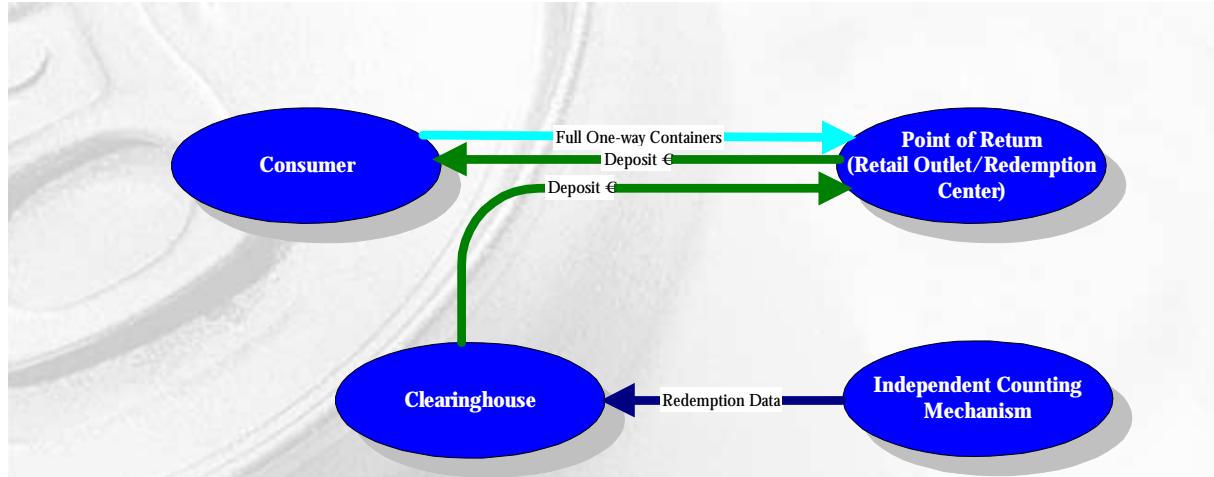 Full One-way Containers
Consumer
Deposit €
Point of Return
(Retail Outlet/Redemption
Center)
Deposit €
Clearinghouse
Redemption Data
Independent Counting
Mechanism